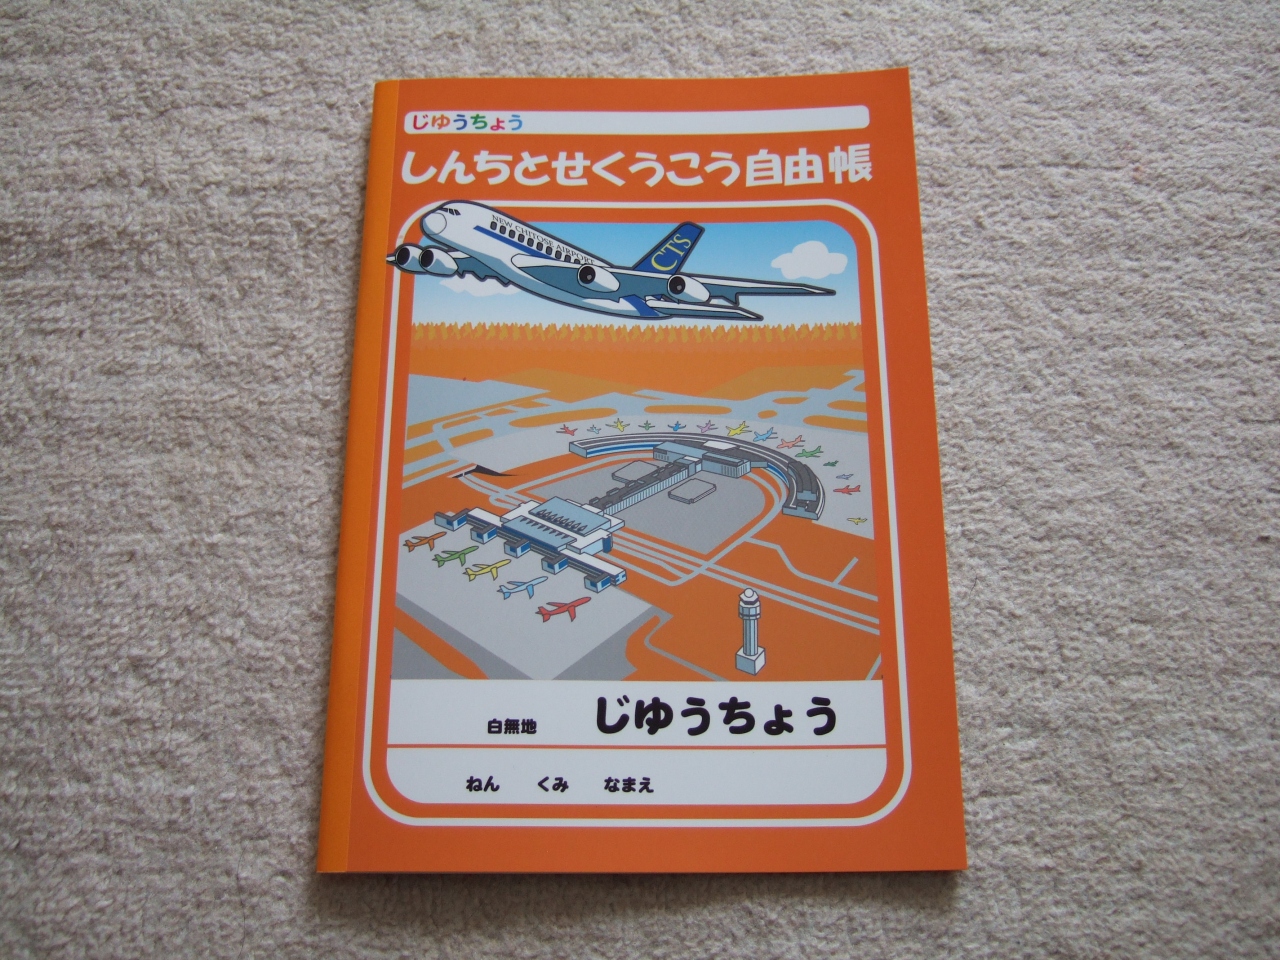 じゆうちょう
しんちとせくうこう自由帳
NEW CHITOSE AIRPORT
CTS
白無地 じゆうちょう
ねん くみ なまえ